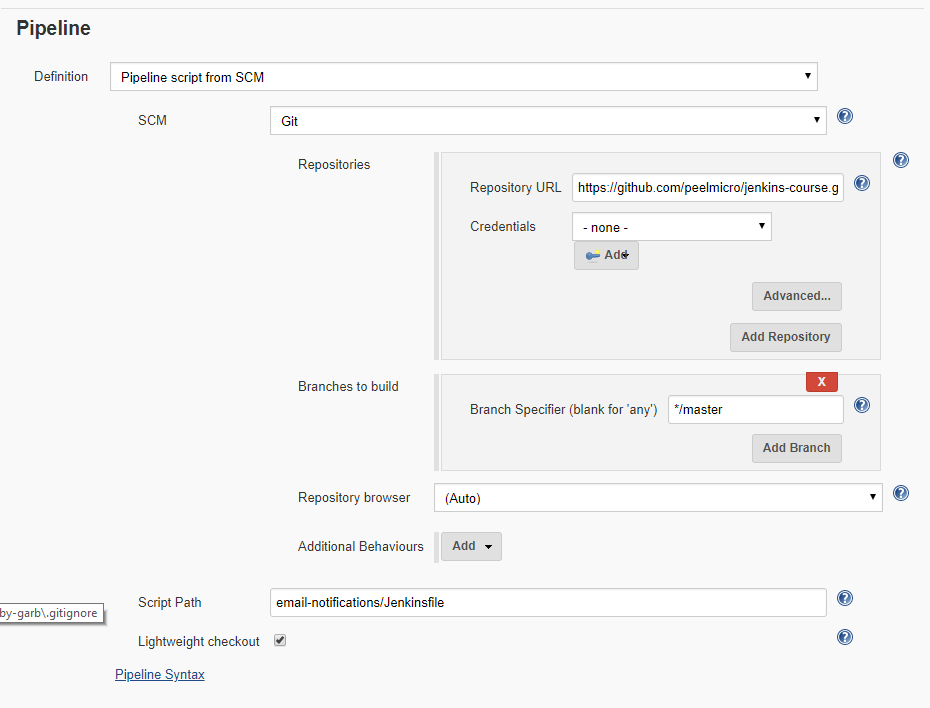 Pipeline
Definition Pipeline script from SCM
SCM Git
Repositories
Repository URL https://github.com/peelmicro/jenkins-course.g
Credentials - none -
Add
Advanced...
Add Repository
Branches to build
X
Branch Specifier (blank for 'any') */master
Add Branch
Repository browser (Auto)
Additional Behaviours Add
Script Path email-notifications/Jenkinsfile
by-garb\.gitignore
Lightweight checkout
Pipeline Syntax